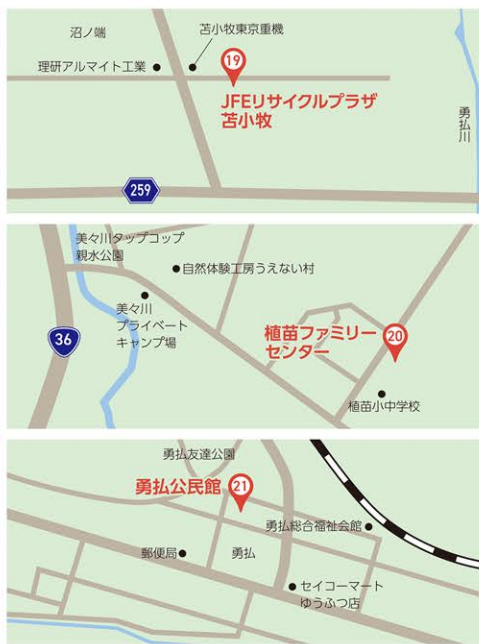 沼ノ端
苫小牧東京重機
理研アルマイト工業
19
JFEリサイクルプラザ
苫小牧
勇払川
259
美々川タップコップ
親水公園
自然体験工房うえない村
美々川
プライベート
キャンプ場
36
植苗ファミリー
センター
20
植苗小中学校
勇払友達公園
勇払公民館
21
勇払総合福祉会館
郵便局
勇払
セイコーマート
ゆうふつ店